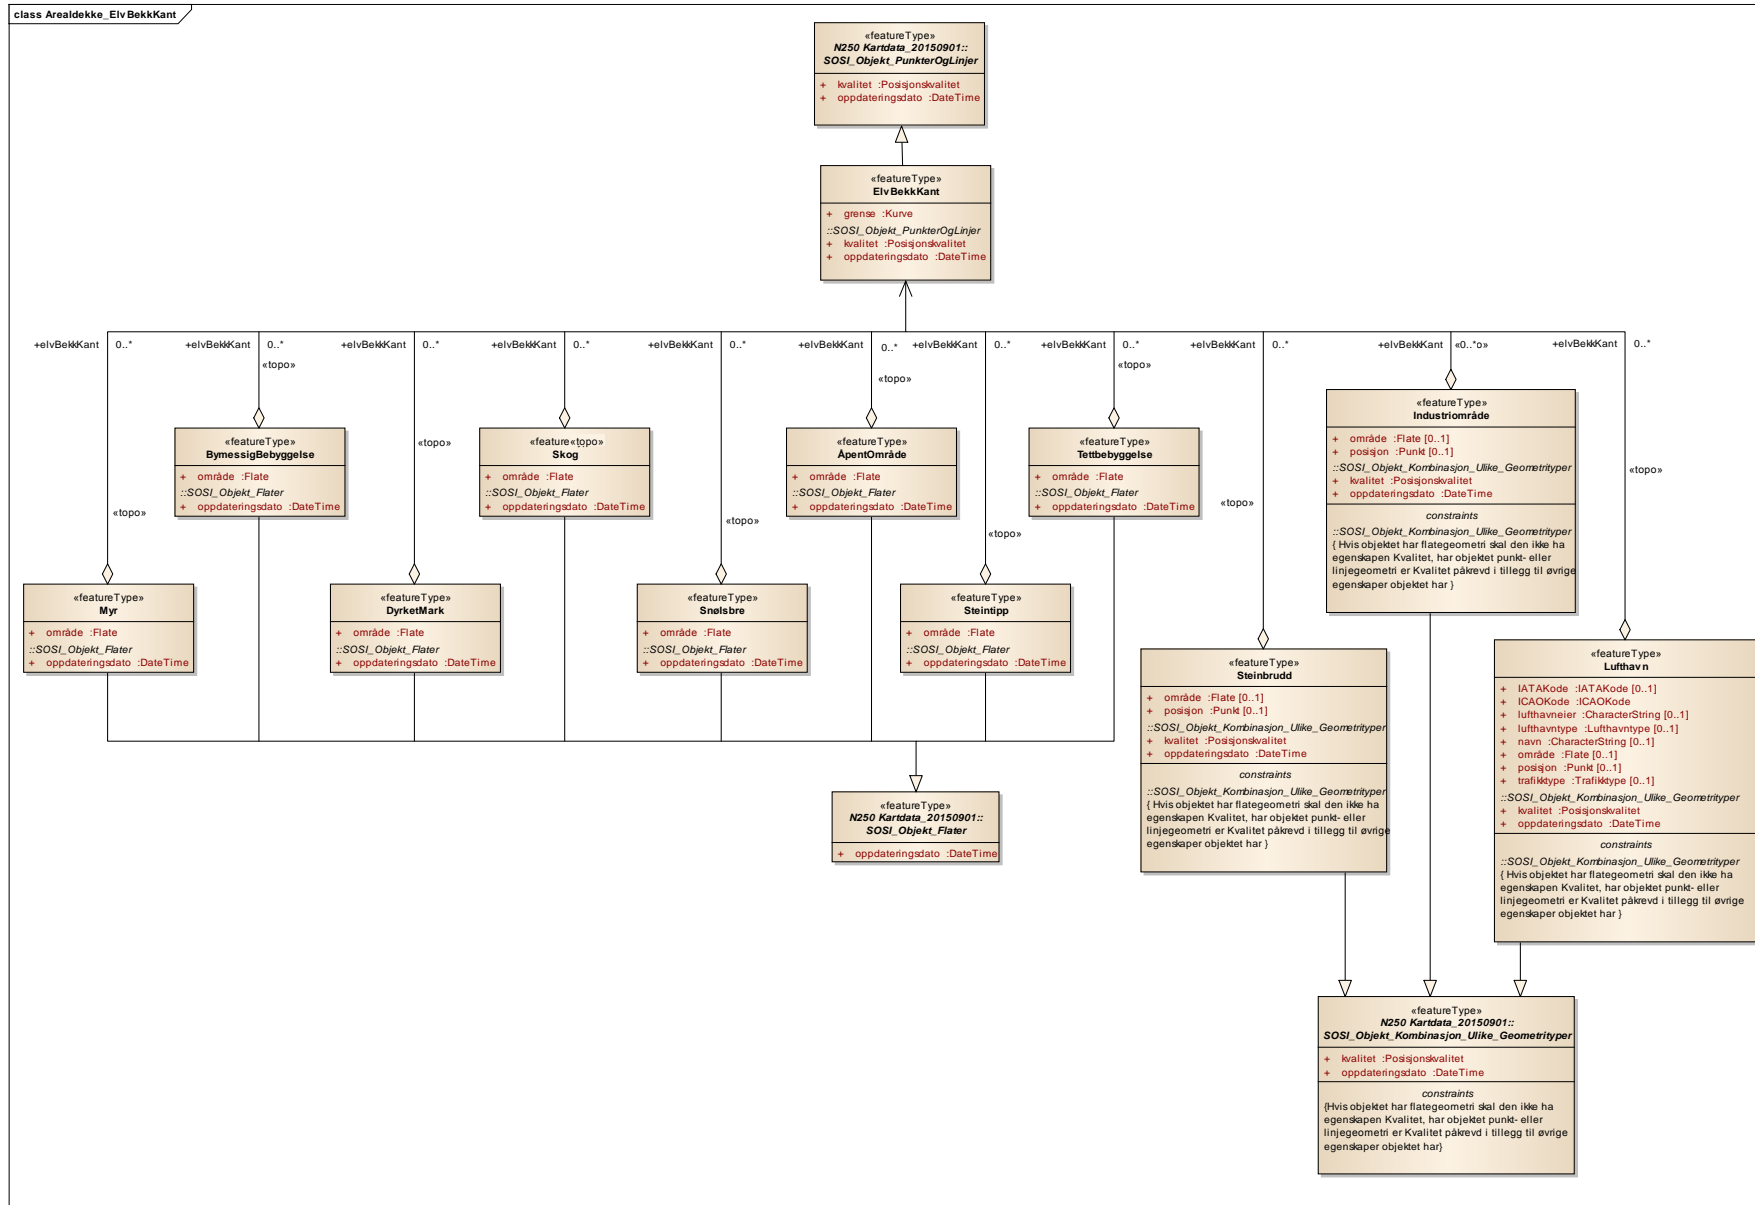 class Arealdekke_ElvBekkKant
«featureType»
N250 Kartdata_20150901::
SOSI_Objekt_PunkterOgLinjer
+ kvalitet :Posisjonskvalitet
+ oppdateringsdato :DateTime
«featureType»
ElvBekkKant
+ grense :Kurve
::SOSI_Objekt_PunkterOgLinjer
+ kvalitet :Posisjonskvalitet
+ oppdateringsdato :DateTime
+elvBekkKant 0..*
+elvBekkKant 0..*
+elvBekkKant 0..*
+elvBekkKant 0..*
+elvBekkKant 0..*
+elvBekkKant 0..*
+elvBekkKant 0..*
+elvBekkKant 0..*
+elvBekkKant 0..*
+elvBekkKant «0..*o»
+elvBekkKant 0..*
«topo»
«topo»
«topo»
«topo»
«topo»
«topo»
«topo»
«topo»
«topo»
«featureType»
BymessigBebyggelse
+ område :Flate
::SOSI_Objekt_Flater
+ oppdateringsdato :DateTime
«feature«topo»
Skog
+ område :Flate
::SOSI_Objekt_Flater
+ oppdateringsdato :DateTime
«featureType»
ÅpentOmråde
+ område :Flate
::SOSI_Objekt_Flater
+ oppdateringsdato :DateTime
«featureType»
Tettbebyggelse
+ område :Flate
::SOSI_Objekt_Flater
+ oppdateringsdato :DateTime
«featureType»
Industriområde
+ område :Flate [0..1]
+ posisjon :Punkt [0..1]
::SOSI_Objekt_Kombinasjon_Ulike_Geometrityper
+ kvalitet :Posisjonskvalitet
+ oppdateringsdato :DateTime
constraints
::SOSI_Objekt_Kombinasjon_Ulike_Geometrityper
{ Hvis objektet har flategeometri skal den ikke ha
egenskapen Kvalitet, har objektet punkt- eller
linjegeometri er Kvalitet påkrevd i tillegg til øvrige
egenskaper objektet har }
«featureType»
Myr
+ område :Flate
::SOSI_Objekt_Flater
+ oppdateringsdato :DateTime
«featureType»
DyrketMark
+ område :Flate
::SOSI_Objekt_Flater
+ oppdateringsdato :DateTime
«featureType»
SnøIsbre
+ område :Flate
::SOSI_Objekt_Flater
+ oppdateringsdato :DateTime
«featureType»
Steintipp
+ område :Flate
::SOSI_Objekt_Flater
+ oppdateringsdato :DateTime
«featureType»
Steinbrudd
+ område :Flate [0..1]
+ posisjon :Punkt [0..1]
::SOSI_Objekt_Kombinasjon_Ulike_Geometrityper
+ kvalitet :Posisjonskvalitet
+ oppdateringsdato :DateTime
constraints
::SOSI_Objekt_Kombinasjon_Ulike_Geometrityper
{ Hvis objektet har flategeometri skal den ikke ha
egenskapen Kvalitet, har objektet punkt- eller
linjegeometri er Kvalitet påkrevd i tillegg til øvrige
egenskaper objektet har }
«featureType»
Lufthavn
+ IATAKode :IATAKode [0..1]
+ ICAOKode :ICAOKode
+ lufthavneier :CharacterString [0..1]
+ lufthavntype :Lufthavntype [0..1]
+ navn :CharacterString [0..1]
+ område :Flate [0..1]
+ posisjon :Punkt [0..1]
+ trafikktype :Trafikktype [0..1]
::SOSI_Objekt_Kombinasjon_Ulike_Geometrityper
+ kvalitet :Posisjonskvalitet
+ oppdateringsdato :DateTime
constraints
::SOSI_Objekt_Kombinasjon_Ulike_Geometrityper
{ Hvis objektet har flategeometri skal den ikke ha
egenskapen Kvalitet, har objektet punkt- eller
linjegeometri er Kvalitet påkrevd i tillegg til øvrige
egenskaper objektet har }
«featureType»
N250 Kartdata_20150901::
SOSI_Objekt_Flater
+ oppdateringsdato :DateTime
«featureType»
N250 Kartdata_20150901::
SOSI_Objekt_Kombinasjon_Ulike_Geometrityper
+ kvalitet :Posisjonskvalitet
+ oppdateringsdato :DateTime
constraints
{Hvis objektet har flategeometri skal den ikke ha
egenskapen Kvalitet, har objektet punkt- eller
linjegeometri er Kvalitet påkrevd i tillegg til øvrige
egenskaper objektet har}